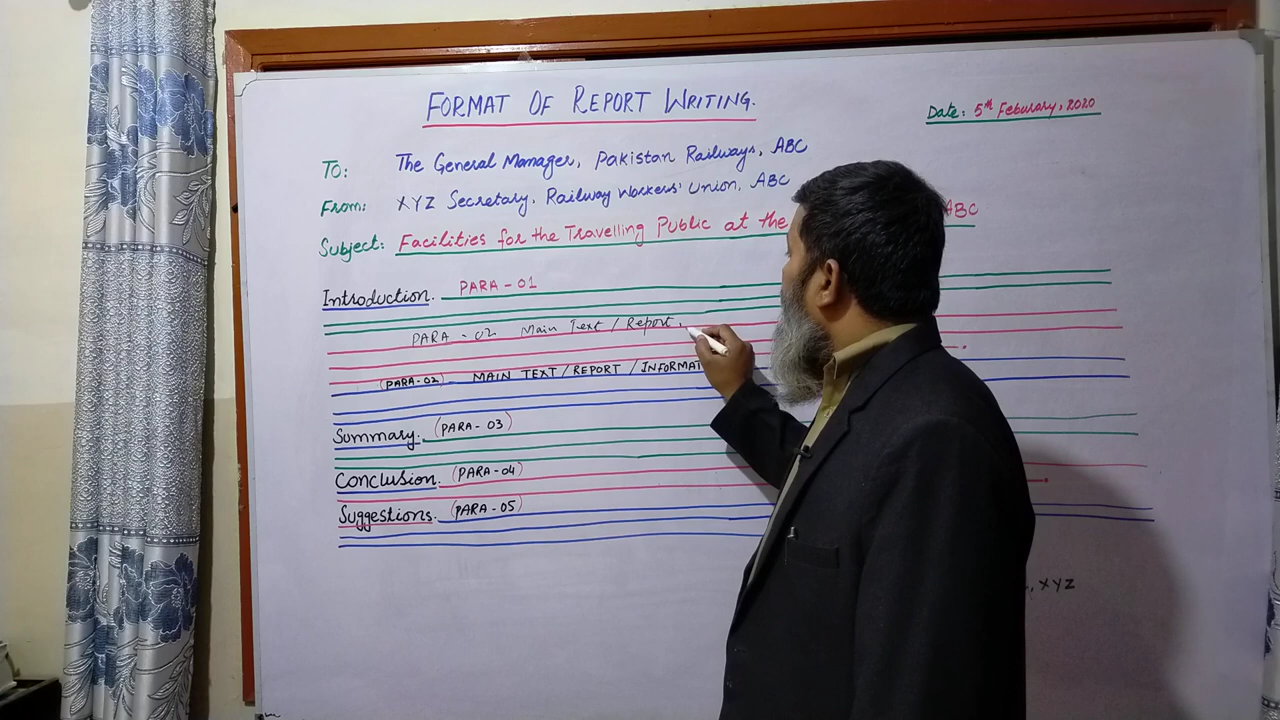 FORMAT OF REPORT WRITING.
Date: 5th Feburary, 2020
To: The General Manager, Pakistan Railways, ABC
From: XYZ Secretary, Railway Workers' Union, ABC
Subject: Facilities for the Travelling Public at the ABC
Introduction. PARA - 01
PARA - 02 Main Text / Report.
(PARA-02) MAIN TEXT / REPORT / INFORMAT
Summary. (PARA - 03)
Conclusion. (PARA-04)
Suggestions. (PARA - 05)
, XYZ